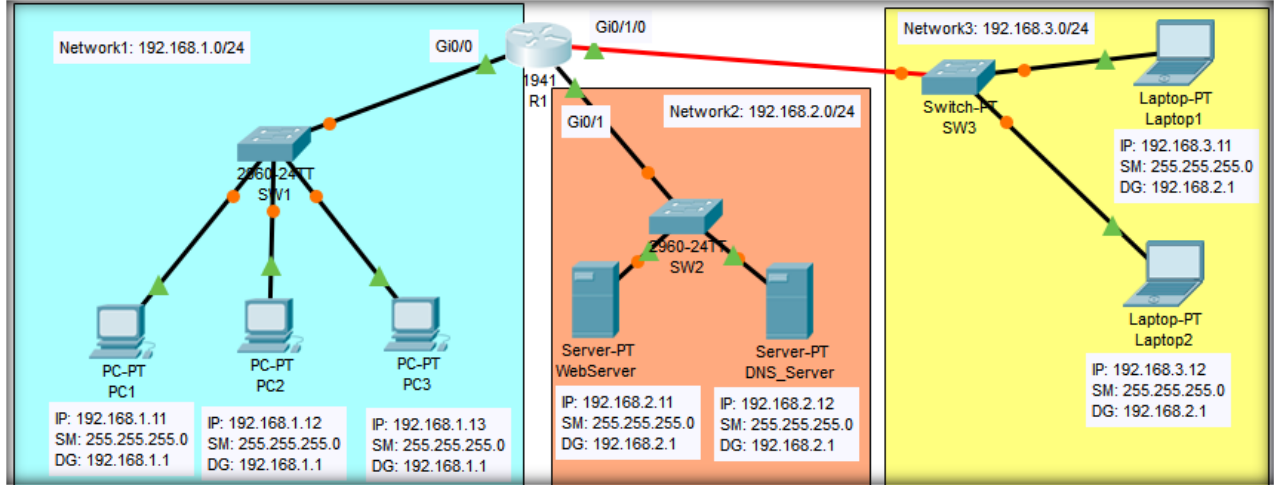 Network1: 192.168.1.0/24
Gi0/0
Gi0/1/0
1941
R1
Gi0/1
Network2: 192.168.2.0/24
Network3: 192.168.3.0/24
Switch-PT
SW3
Laptop-PT
Laptop1
IP: 192.168.3.11
SM: 255.255.255.0
DG: 192.168.2.1
2960-24TT
SW1
2960-24TT
SW2
Laptop-PT
Laptop2
IP: 192.168.3.12
SM: 255.255.255.0
DG: 192.168.2.1
PC-PT
PC1
IP: 192.168.1.11
SM: 255.255.255.0
DG: 192.168.1.1
PC-PT
PC2
IP: 192.168.1.12
SM: 255.255.255.0
DG: 192.168.1.1
PC-PT
PC3
IP: 192.168.1.13
SM: 255.255.255.0
DG: 192.168.1.1
Server-PT
WebServer
IP: 192.168.2.11
SM: 255.255.255.0
DG: 192.168.2.1
Server-PT
DNS_Server
IP: 192.168.2.12
SM: 255.255.255.0
DG: 192.168.2.1